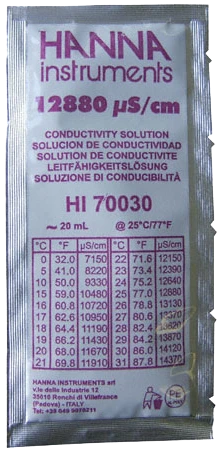 HANNA
instruments
12880 µS/cm
CONDUCTIVITY SOLUTION
SOLUCION DE CONDUCTIVIDAD
SOLUTION DE CONDUCTIVITE
LEITFÄHIGKEITSLÖSUNG
SOLUZIONE DI CONDUCIBILITÀ
HI 70030
~ 20 mL @ 25°C/77°F
°C °F µS/cm °C °F µS/cm
0 32.0 7150 22 71.6 12150
5 41.0 8220 23 73.4 12390
10 50.0 9330 24 75.2 12640
15 59.0 10480 25 77.0 12880
16 60.8 10720 26 78.8 13130
17 62.6 10950 27 80.6 13370
18 64.4 11190 28 82.4 13620
19 66.2 11430 29 84.2 13870
20 68.0 11670 30 86.0 14120
21 69.8 11910 31 87.8 14370
HANNA INSTRUMENTS srl
v.le delle industrie 12
35010 Ronchi di Villafranca
(Padova) - ITALY
PE